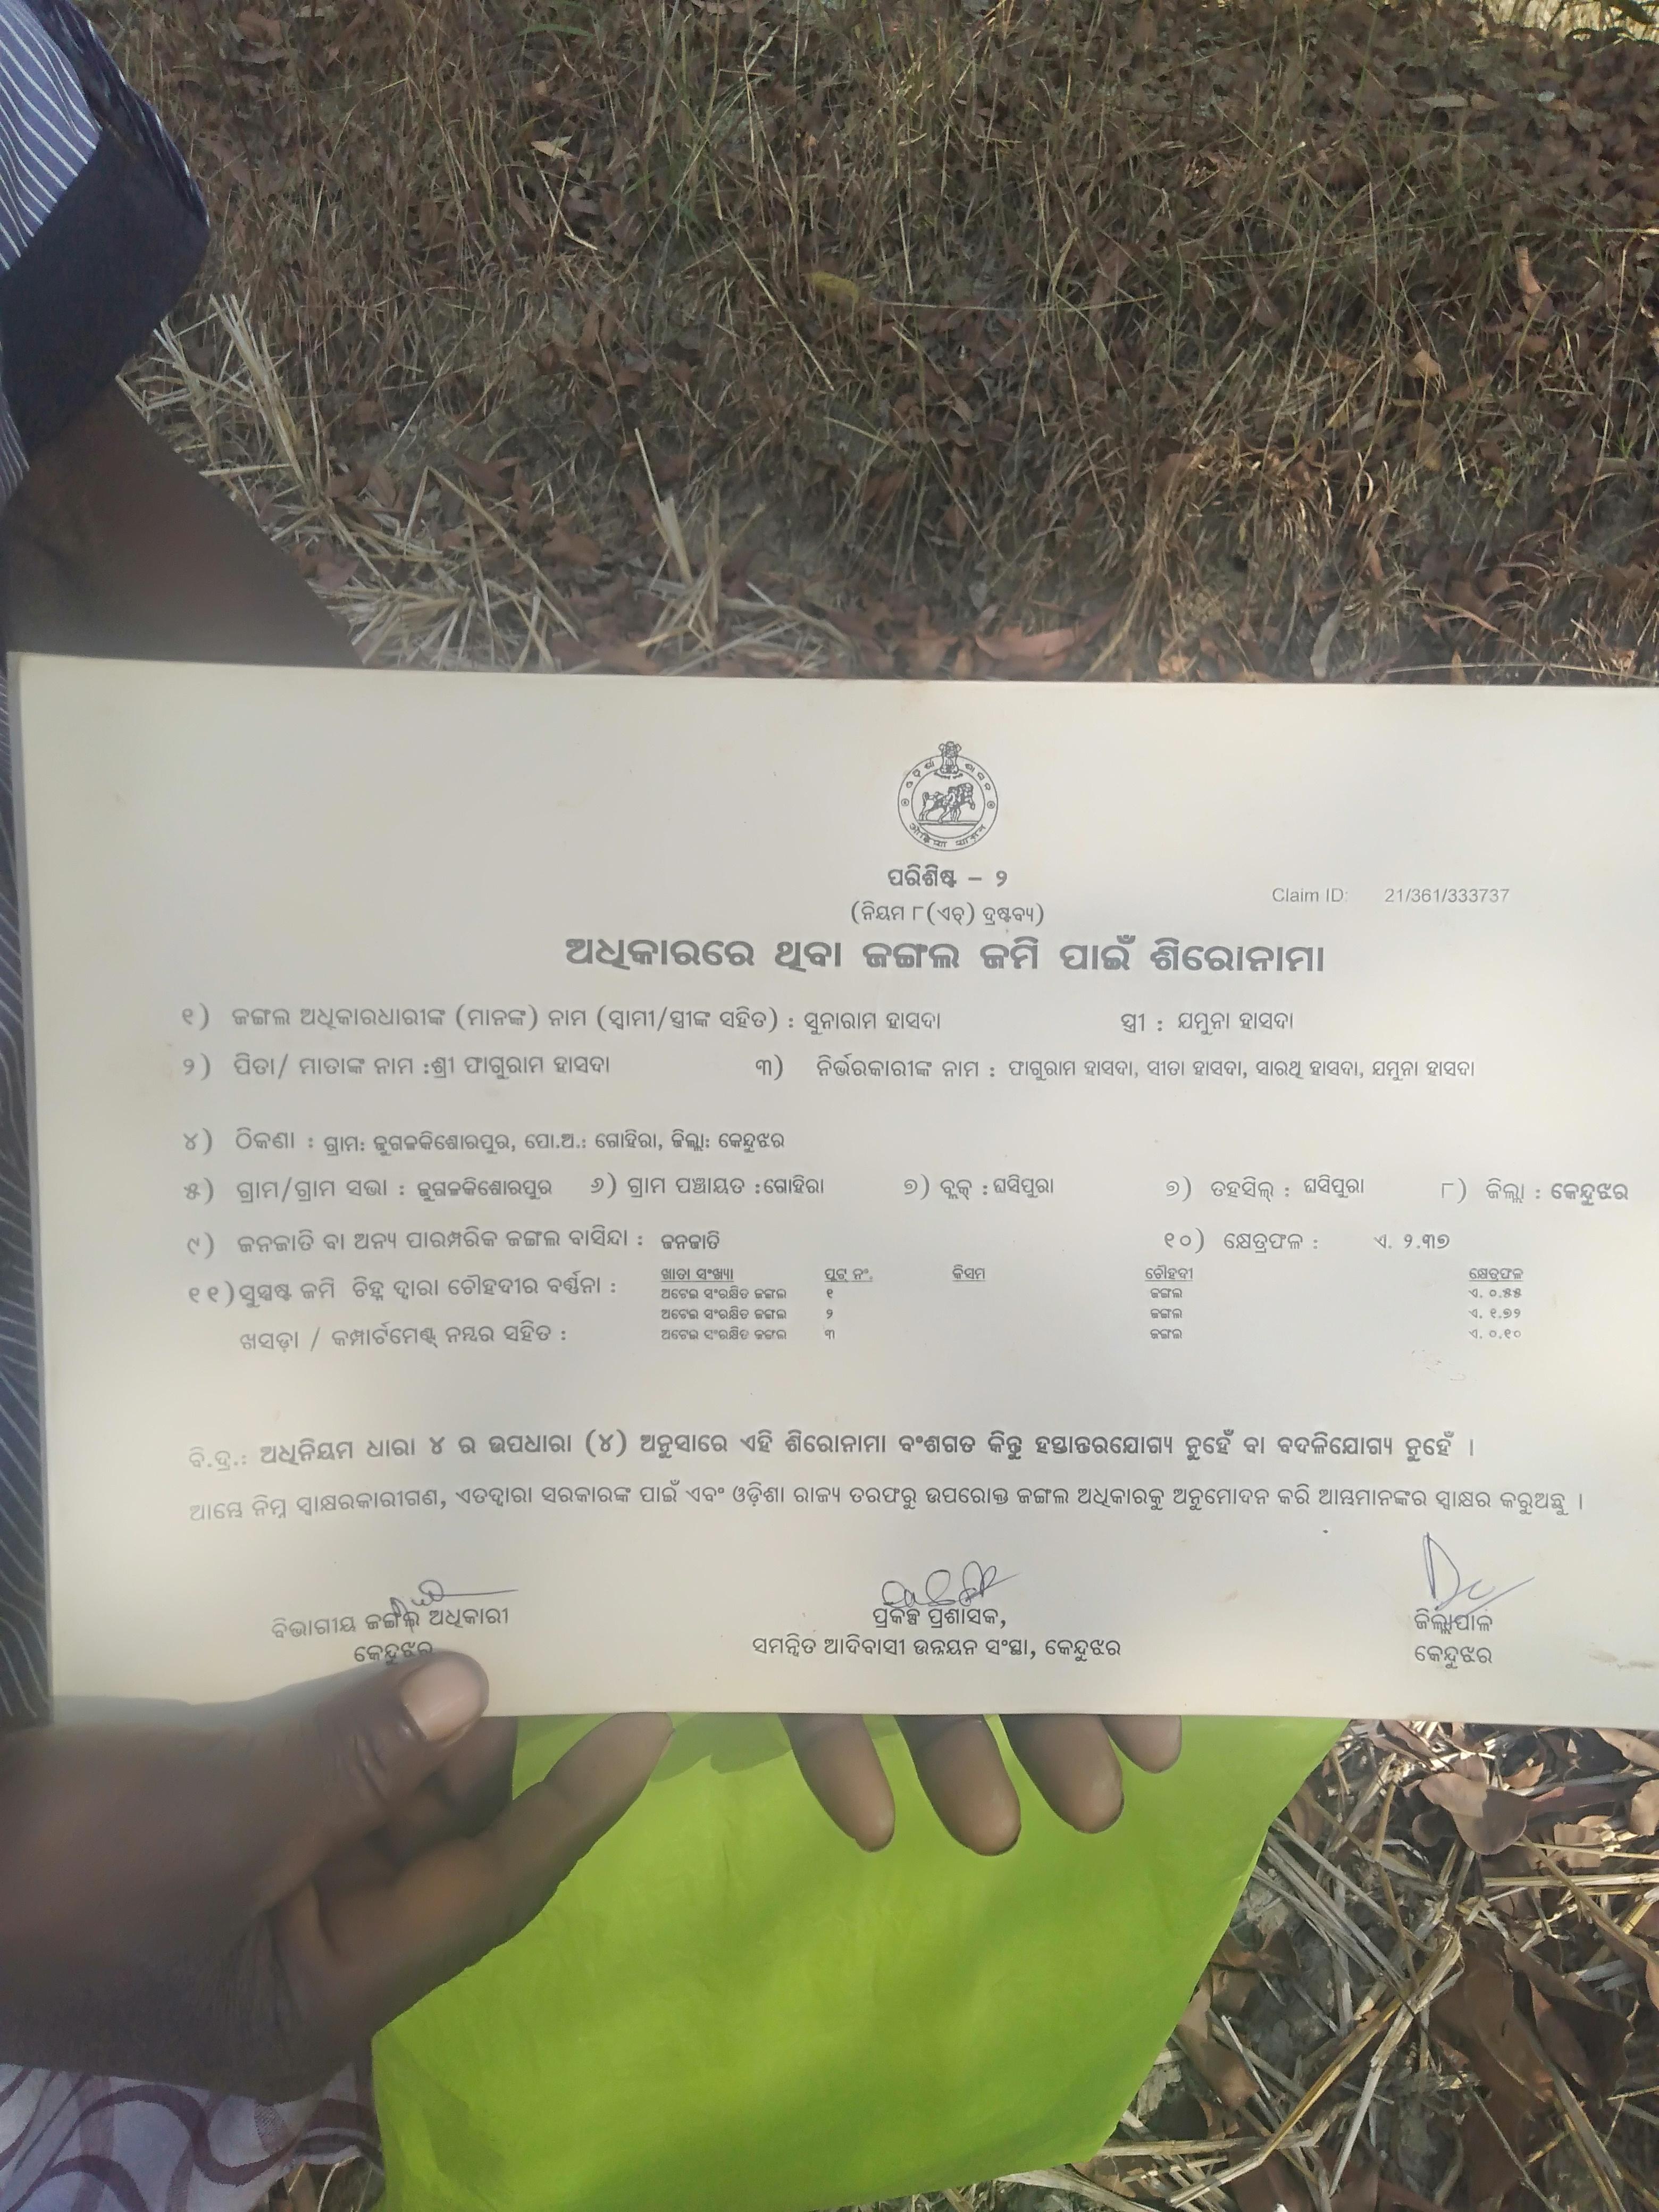 ପରିଶିଷ୍ଟ – ୨
Claim ID: 21/361/333737
(ନିୟମ ୮(ଏଚ୍) ଦ୍ରଷ୍ଟବ୍ୟ)
ଅଧିକାରରେ ଥିବା ଜଙ୍ଗଲ ଜମି ପାଇଁ ଶିରୋନାମା
୧) ଜଙ୍ଗଲ ଅଧିକାରଧାରୀଙ୍କ (ମାନଙ୍କ) ନାମ (ସ୍ୱାମୀ/ସ୍ତ୍ରୀଙ୍କ ସହିତ) : ସୁନାରାମ ହାସଦା ସ୍ତ୍ରୀ : ଯମୁନା ହାସଦା
୨) ପିତା/ ମାତାଙ୍କ ନାମ :ଶ୍ରୀ ଫାଗୁରାମ ହାସଦା ୩) ନିର୍ଭରକାରୀଙ୍କ ନାମ : ଫାଗୁରାମ ହାସଦା, ସୀତା ହାସଦା, ସାରଥି ହାସଦା, ଯମୁନା ହାସଦା
୪) ଠିକଣା : ଗ୍ରାମ: ଜୁଗଳକିଶୋରପୁର, ପୋ.ଅ.: ଗୋହିରା, ଜିଲ୍ଲା: କେନ୍ଦୁଝର
୫) ଗ୍ରାମ/ଗ୍ରାମ ସଭା : ଜୁଗଳକିଶୋରପୁର ୬) ଗ୍ରାମ ପଞ୍ଚାୟତ :ଗୋହିରା ୭) ବ୍ଲକ୍ : ଘସିପୁରା ୭) ତହସିଲ୍ : ଘସିପୁରା ୮) ଜିଲ୍ଲା : କେନ୍ଦୁଝର
୯) ଜନଜାତି ବା ଅନ୍ୟ ପାରମ୍ପରିକ ଜଙ୍ଗଲ ବାସିନ୍ଦା : ଜନଜାତି ୧୦) କ୍ଷେତ୍ରଫଳ : ଏ. ୨.୩୭
୧୧)ସୁସ୍ପଷ୍ଟ ଜମି ଚିହ୍ନ ଦ୍ୱାରା ଚୌହଦୀର ବର୍ଣ୍ଣନା : ଖାତା ସଂଖ୍ୟା ପ୍ଲଟ୍ ନଂ. କିସମ ଚୌହଦୀ କ୍ଷେତ୍ରଫଳ
ଅଟେଇ ସଂରକ୍ଷିତ ଜଙ୍ଗଲ ୧ ଜଙ୍ଗଲ ଏ. ୦.୫୫
ଅଟେଇ ସଂରକ୍ଷିତ ଜଙ୍ଗଲ ୨ ଜଙ୍ଗଲ ଏ. ୧.୭୨
ଖସଡ଼ା / କମ୍ପାର୍ଟମେଣ୍ଟ୍ ନମ୍ବର ସହିତ : ଅଟେଇ ସଂରକ୍ଷିତ ଜଙ୍ଗଲ ୩ ଜଙ୍ଗଲ ଏ. ୦.୧୦
ବି.ଦ୍ର.: ଅଧିନିୟମ ଧାରା ୪ ର ଉପଧାରା (୪) ଅନୁସାରେ ଏହି ଶିରୋନାମା ବଂଶଗତ କିନ୍ତୁ ହସ୍ତାନ୍ତରଯୋଗ୍ୟ ନୁହେଁ ବା ବଦଳିଯୋଗ୍ୟ ନୁହେଁ ।
ଆମ୍ଭେ ନିମ୍ନ ସ୍ୱାକ୍ଷରକାରୀଗଣ, ଏତଦ୍ୱାରା ସରକାରଙ୍କ ପାଇଁ ଏବଂ ଓଡ଼ିଶା ରାଜ୍ୟ ତରଫରୁ ଉପରୋକ୍ତ ଜଙ୍ଗଲ ଅଧିକାରକୁ ଅନୁମୋଦନ କରି ଆମ୍ଭମାନଙ୍କର ସ୍ୱାକ୍ଷର କରୁଅଛୁ ।
ବିଭାଗୀୟ ଜଙ୍ଗଲ ଅଧିକାରୀ ପ୍ରକଳ୍ପ ପ୍ରଶାସକ, ଜିଲ୍ଲାପାଳ
କେନ୍ଦୁଝର ସମନ୍ୱିତ ଆଦିବାସୀ ଉନ୍ନୟନ ସଂସ୍ଥା, କେନ୍ଦୁଝର କେନ୍ଦୁଝର